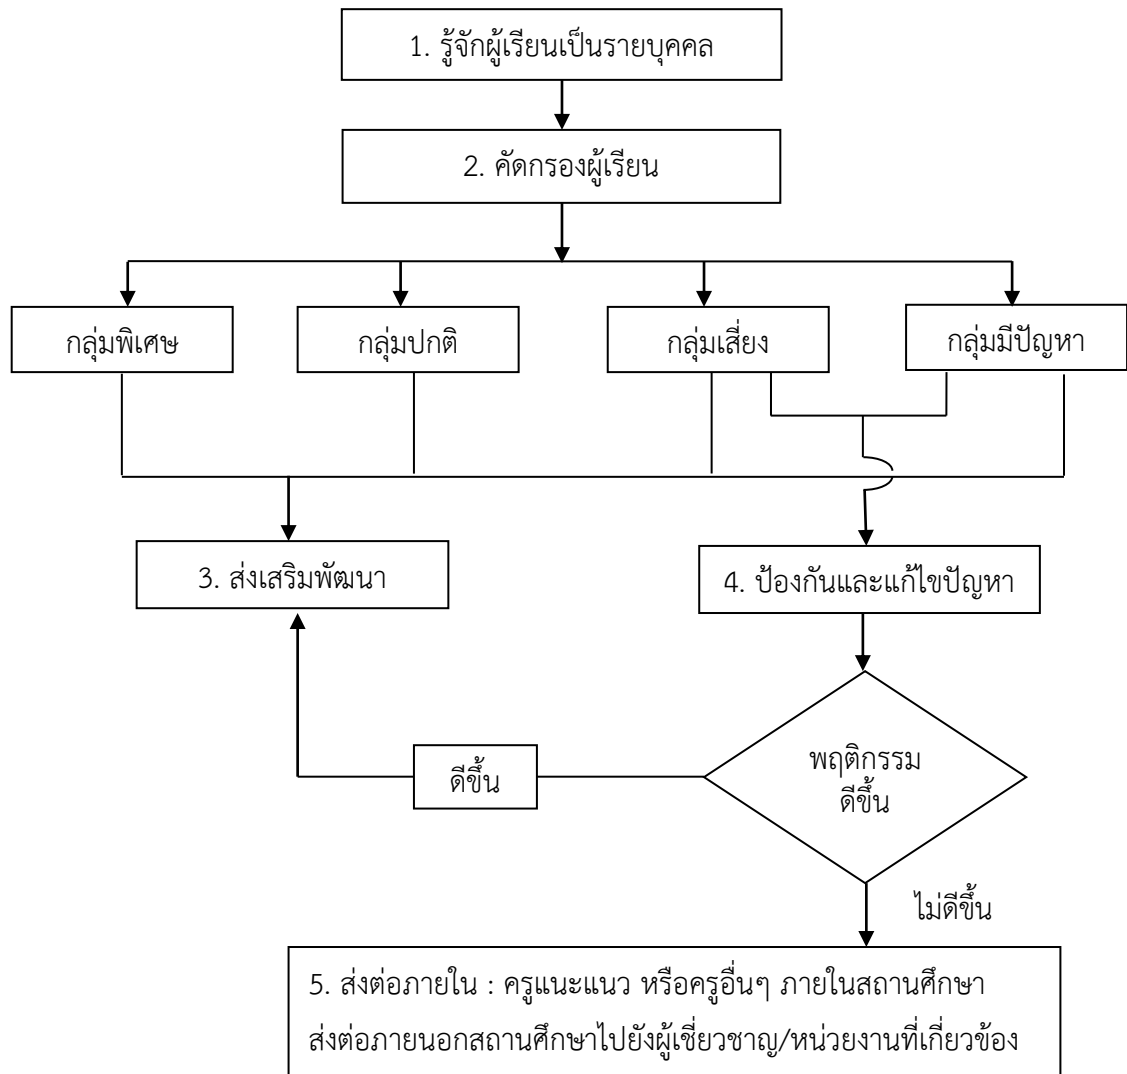 1. รู้จักผู้เรียนเป็นรายบุคคล
2. คัดกรองผู้เรียน
กลุ่มพิเศษ
กลุ่มปกติ
กลุ่มเสี่ยง
กลุ่มมีปัญหา
3. ส่งเสริมพัฒนา
4. ป้องกันและแก้ไขปัญหา
พฤติกรรม
ดีขึ้น
ดีขึ้น
ไม่ดีขึ้น
5. ส่งต่อภายใน : ครูแนะแนว หรือครูอื่นๆ ภายในสถานศึกษา
ส่งต่อภายนอกสถานศึกษาไปยังผู้เชี่ยวชาญ/หน่วยงานที่เกี่ยวข้อง